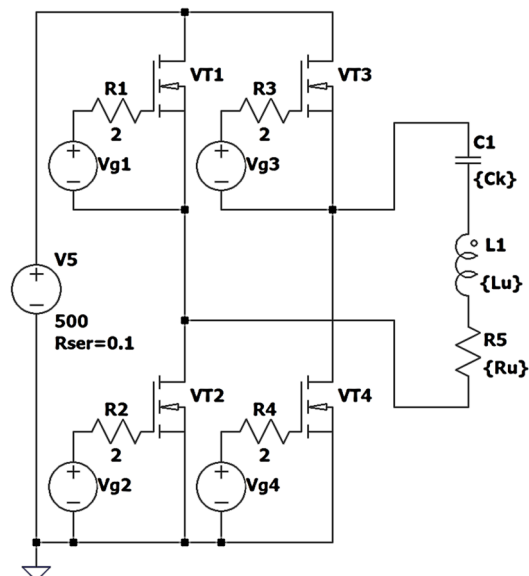 R1
2
VT1
Vg1
R3
2
VT3
Vg3
C1
{Ck}
L1
{Lu}
R5
{Ru}
V5
500
Rser=0.1
R2
2
VT2
Vg2
R4
2
VT4
Vg4